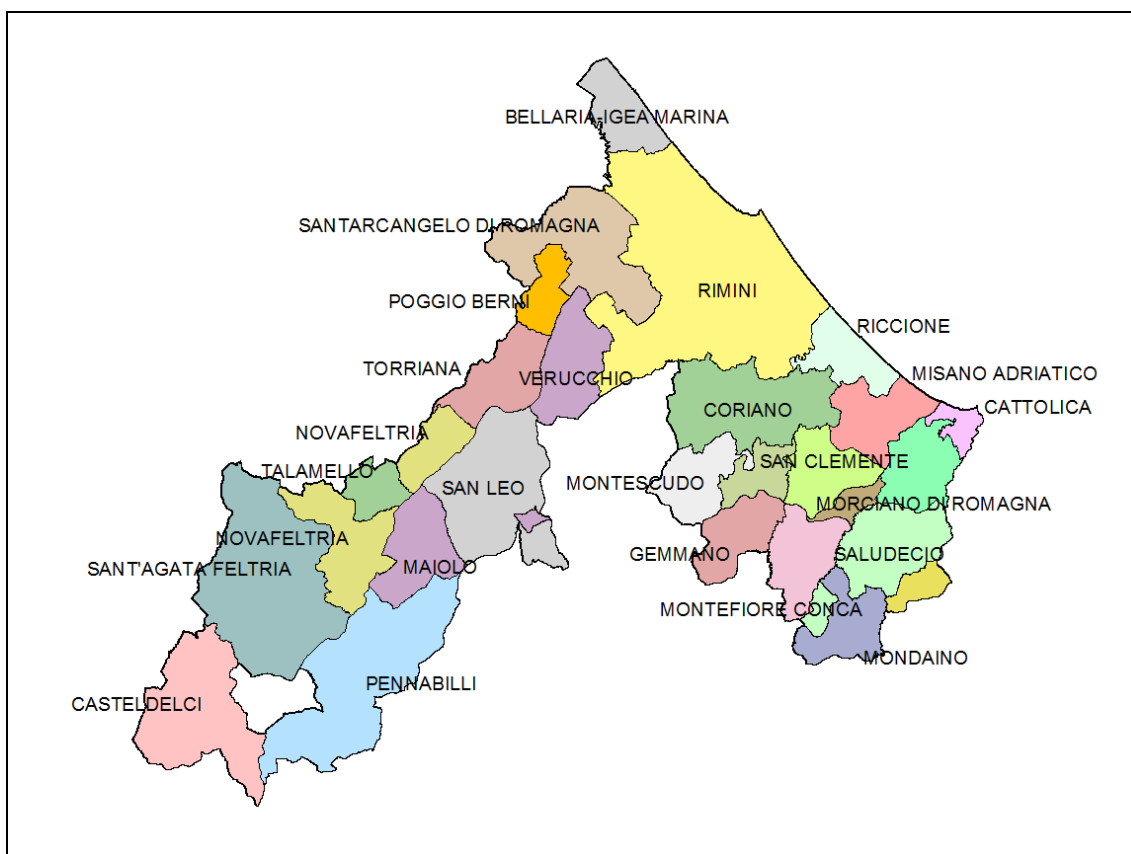 BELLARIA-IGEA MARINA
SANTARCANGELO DI ROMAGNA
RIMINI
POGGIO BERNI
RICCIONE
TORRIANA
VERUCCHIO
MISANO ADRIATICO
CATTOLICA
CORIANO
NOVAFELTRIA
SAN CLEMENTE
TALAMELLO
MONTESCUDO
SAN LEO
MORCIANO DI ROMAGNA
NOVAFELTRIA
GEMMANO
SALUDECIO
SANT'AGATA FELTRIA
MAIOLO
MONTEFIORE CONCA
MONDAINO
PENNABILLI
CASTELDELCI